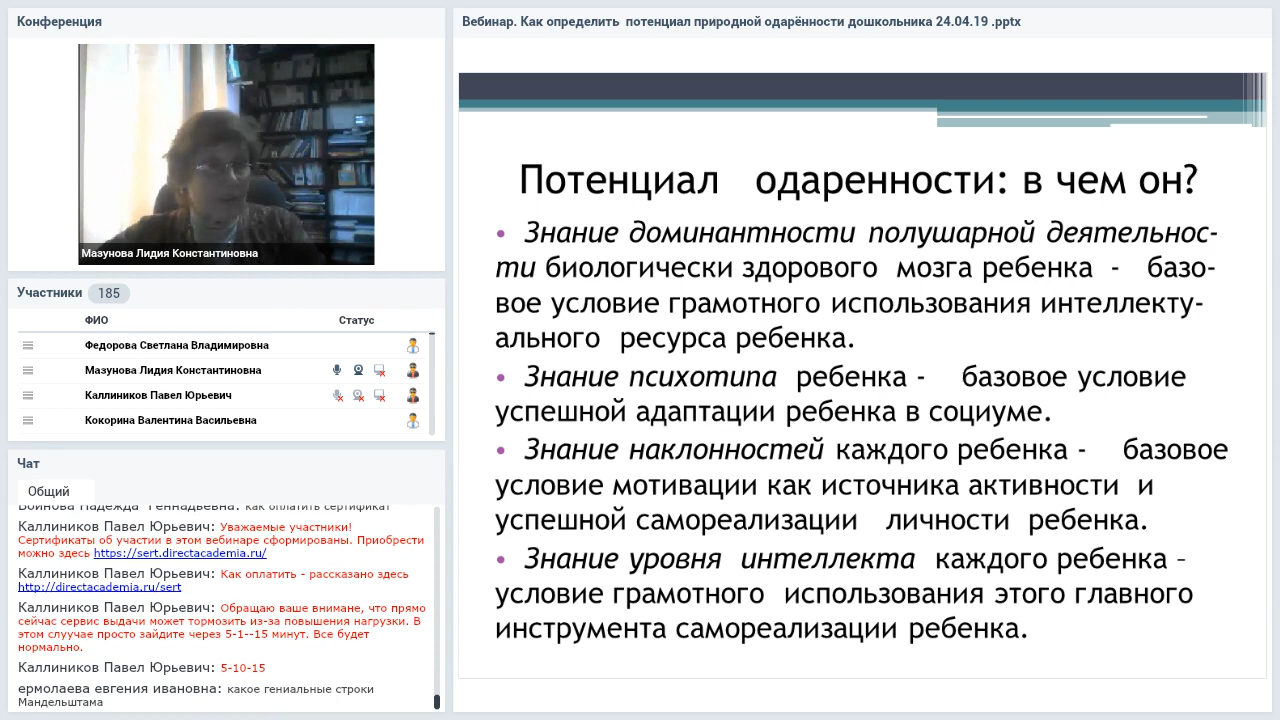 Конференция
Мазунова Лидия Константиновна
Участники 185
ФИО Статус
Федорова Светлана Владимировна
Мазунова Лидия Константиновна
Каллиников Павел Юрьевич
Кокорина Валентина Васильевна
Чат
Общий
Воинова Надежда Геннадьевна: как оплатить сертификат
Каллиников Павел Юрьевич: Уважаемые участники!
Сертификаты об участии в этом вебинаре сформированы. Приобрести
можно здесь https://sert.directacademia.ru/
Каллиников Павел Юрьевич: Как оплатить - рассказано здесь
http://directacademia.ru/sert
Каллиников Павел Юрьевич: Обращаю ваше внимане, что прямо
сейчас сервис выдачи может тормозить из-за повышения нагрузки. В
этом слуучае просто зайдите через 5-1--15 минут. Все будет
нормально.
Каллиников Павел Юрьевич: 5-10-15
ермолаева евгения ивановна: какое гениальные строки
Мандельштама
Вебинар. Как определить потенциал природной одарённости дошкольника 24.04.19 .pptx
Потенциал одаренности: в чем он?
• Знание доминантности полушарной деятельнос-
ти биологически здорового мозга ребенка - базо-
вое условие грамотного использования интеллекту-
ального ресурса ребенка.
• Знание психотипа ребенка - базовое условие
успешной адаптации ребенка в социуме.
• Знание наклонностей каждого ребенка - базовое
условие мотивации как источника активности и
успешной самореализации личности ребенка.
• Знание уровня интеллекта каждого ребенка –
условие грамотного использования этого главного
инструмента самореализации ребенка.